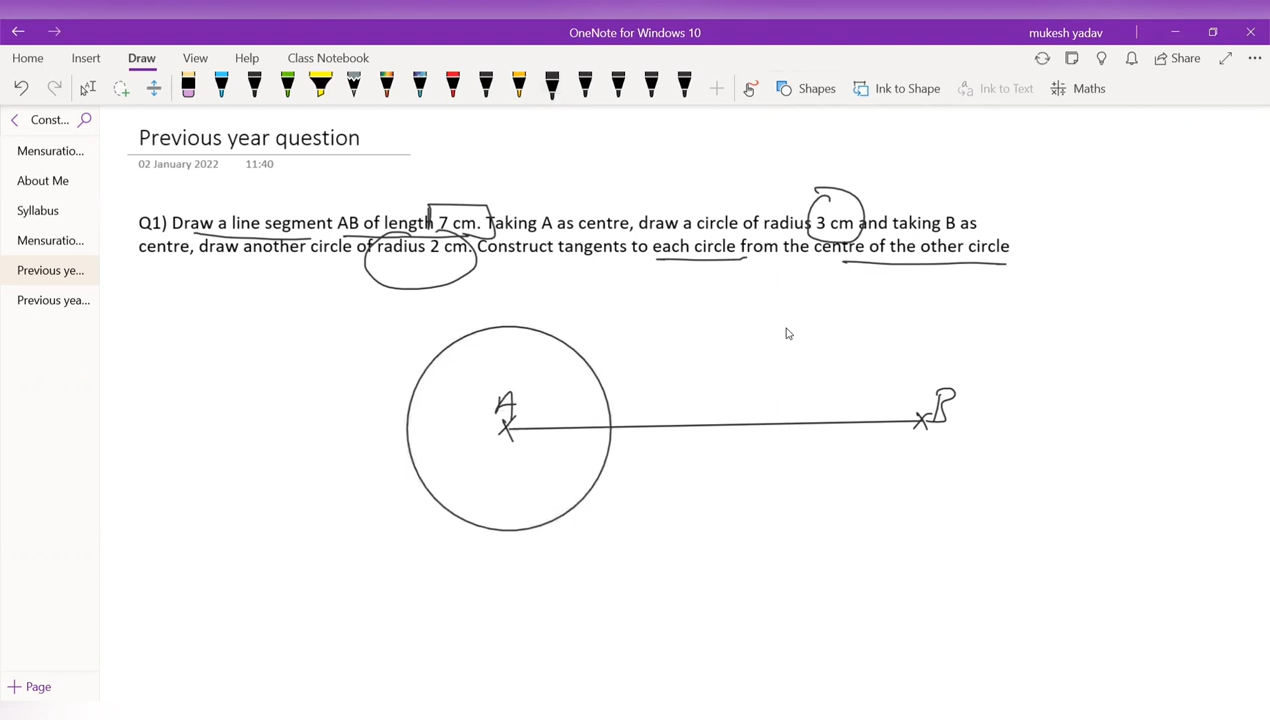 OneNote for Windows 10
mukesh yadav
Home Insert Draw View Help Class Notebook
Share
Shapes Ink to Shape Ink to Text Maths
Const...
Mensuratio...
About Me
Syllabus
Mensuratio...
Previous ye...
Previous yea...
Page
Previous year question
02 January 2022 11:40
Q1) Draw a line segment AB of length 7 cm. Taking A as centre, draw a circle of radius 3 cm and taking B as
centre, draw another circle of radius 2 cm. Construct tangents to each circle from the centre of the other circle
A
B